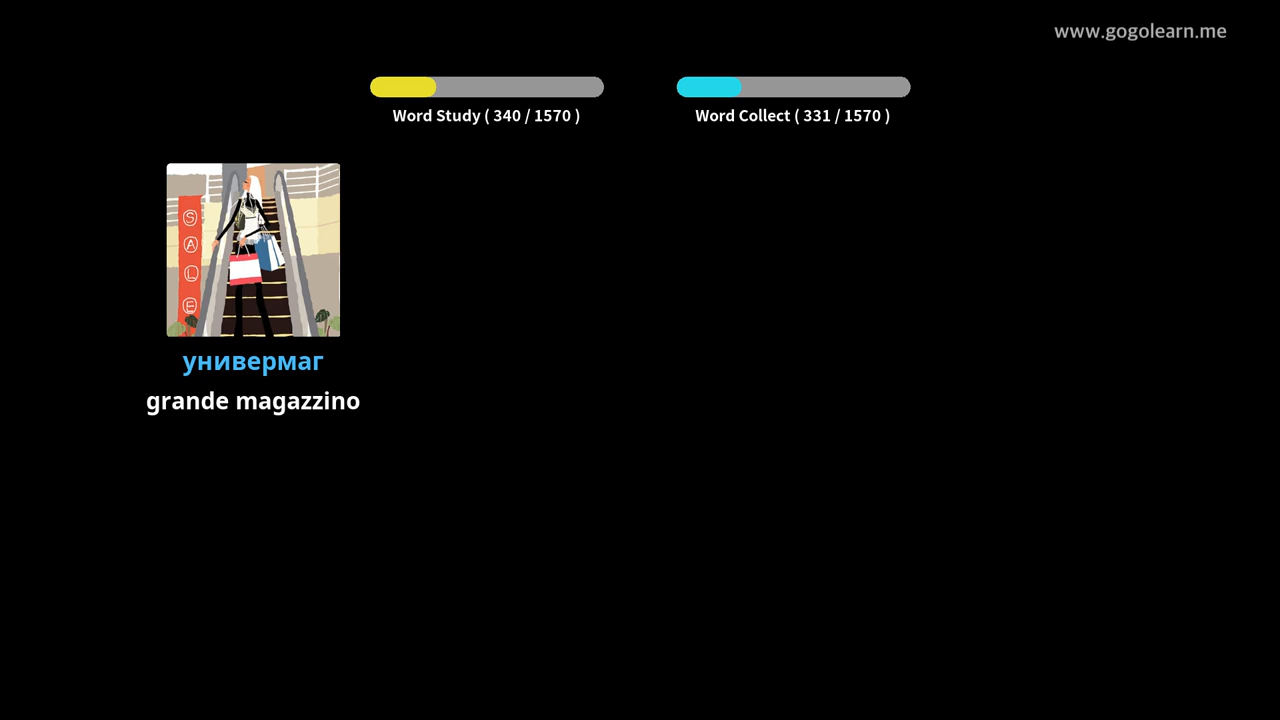 www.gogolearn.me
Word Study ( 340 / 1570 )
Word Collect ( 331 / 1570 )
SALE
универмаг
grande magazzino